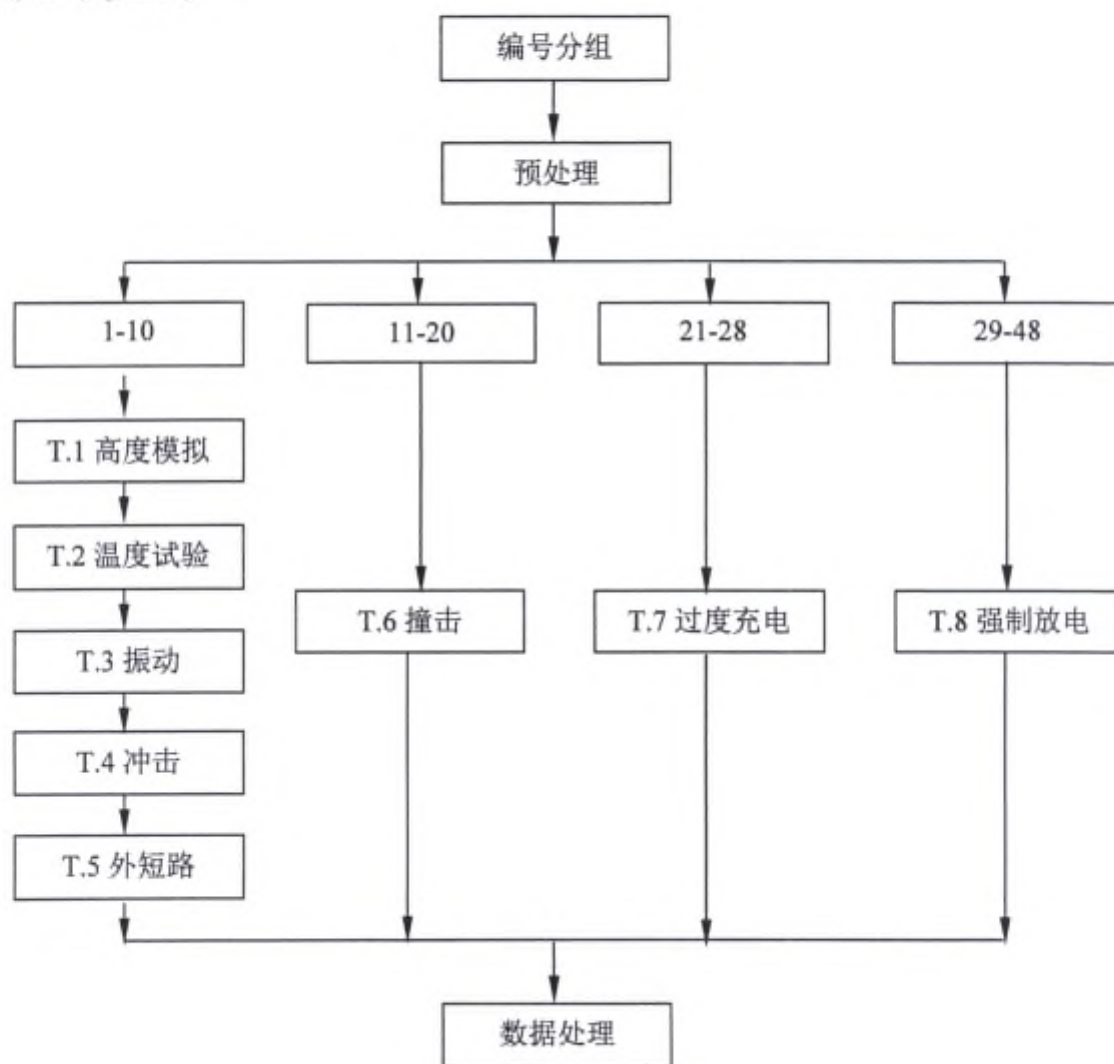 编号分组
预处理
1-10
11-20
21-28
29-48
T.1 高度模拟
T.2 温度试验
T.3 振动
T.4 冲击
T.5 外短路
T.6 撞击
T.7 过度充电
T.8 强制放电
数据处理